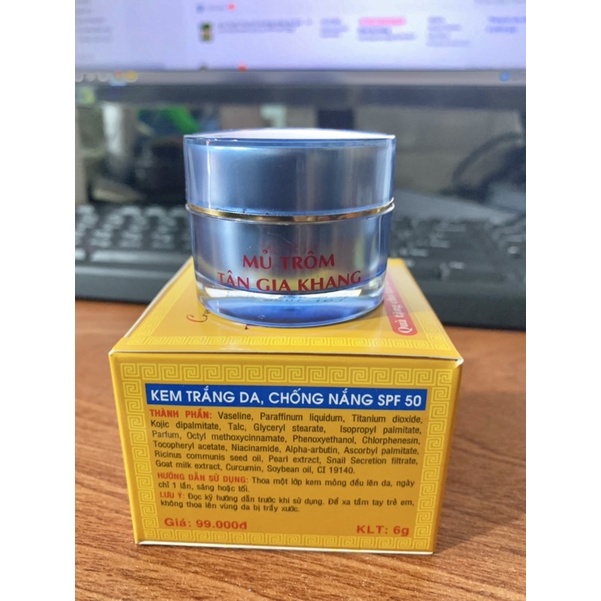 MỦ TRÔM
TÂN GIA KHANG
KEM TRẮNG DA, CHỐNG NẮNG SPF 50
THÀNH PHẦN: Vaseline, Paraffinum liquidum, Titanium dioxide,
Kojic dipalmitate, Talc, Glyceryl stearate, Isopropyl palmitate,
Parfum, Octyl methoxycinnamate, Phenoxyethanol, Chlorphenesin,
Tocopheryl acetate, Niacinamide, Alpha-arbutin, Ascorbyl palmitate,
Ricinus communis seed oil, Pearl extract, Snail Secretion filtrate,
Goat milk extract, Curcumin, Soybean oil, CI 19140.
HƯỚNG DẪN SỬ DỤNG: Thoa một lớp kem mỏng đều lên da, ngày
chỉ 1 lần, sáng hoặc tối.
LƯU Ý: Đọc kỹ hướng dẫn trước khi sử dụng. Để xa tầm tay trẻ em,
không thoa lên vùng da bị trầy xước.
Giá: 99.000đ KLT: 6g